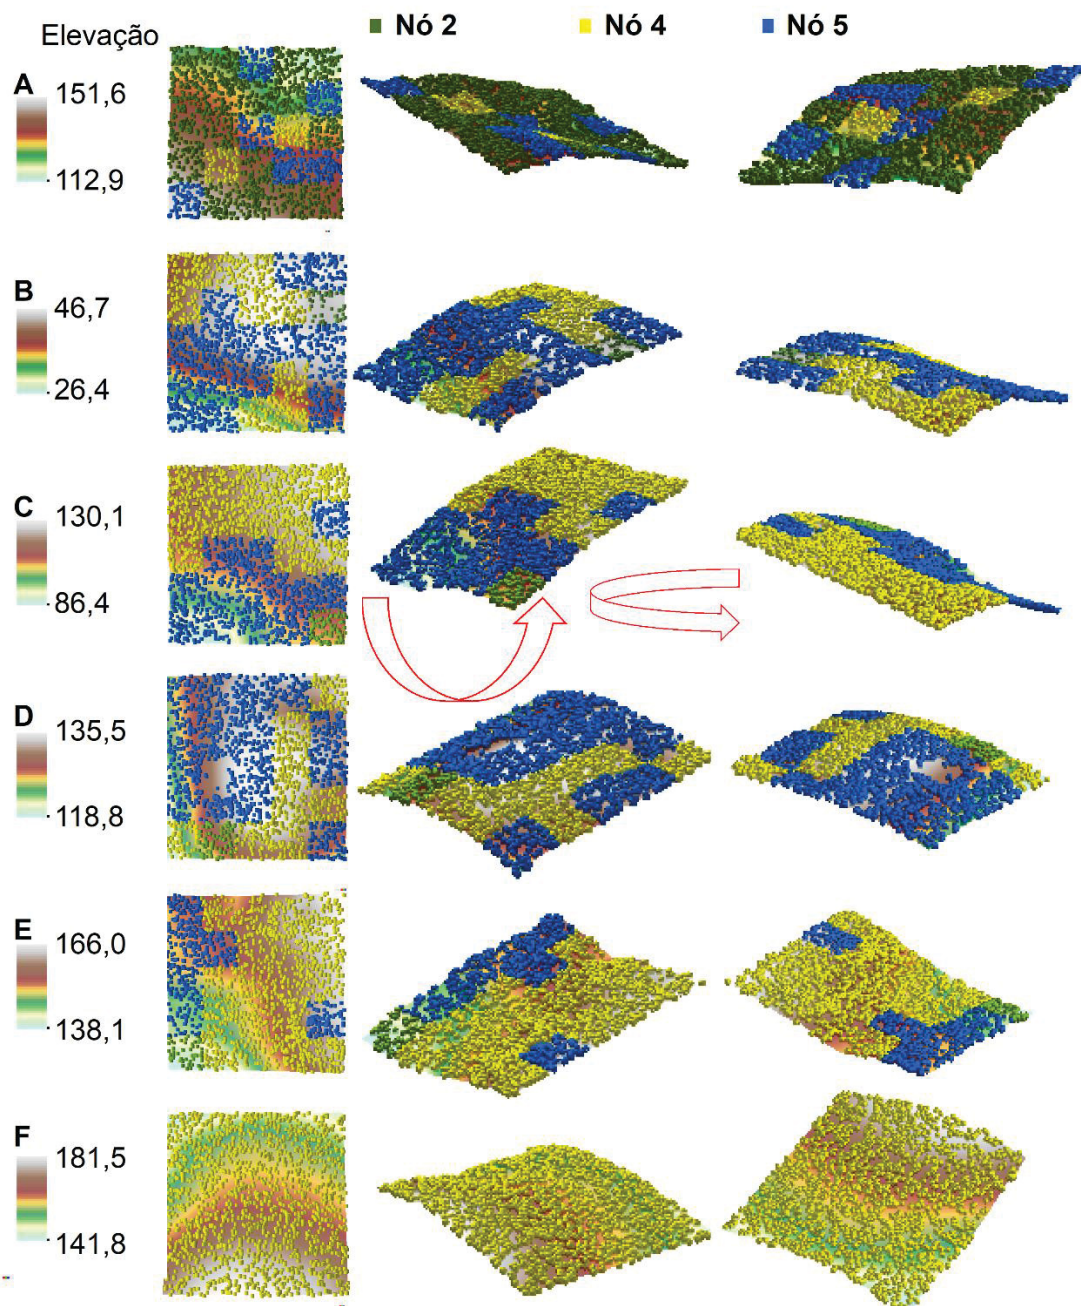 Nó 2 Nó 4 Nó 5
Elevação
A
151,6
112,9
B
46,7
26,4
C
130,1
86,4
D
135,5
118,8
E
166,0
138,1
F
181,5
141,8